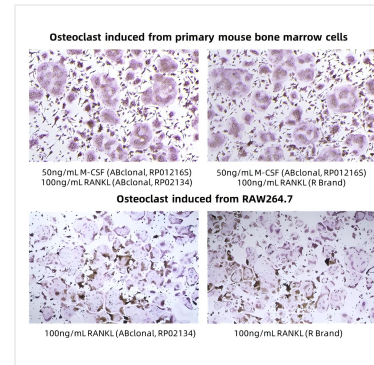 Osteoclast induced from primary mouse bone marrow cells
50ng/mL M-CSF (ABclonal, RP01216S)
100ng/mL RANKL (ABclonal, RP02134)
50ng/mL M-CSF (ABclonal, RP01216S)
100ng/mL RANKL (R Brand)
Osteoclast induced from RAW264.7
100ng/mL RANKL (ABclonal, RP02134)
100ng/mL RANKL (R Brand)